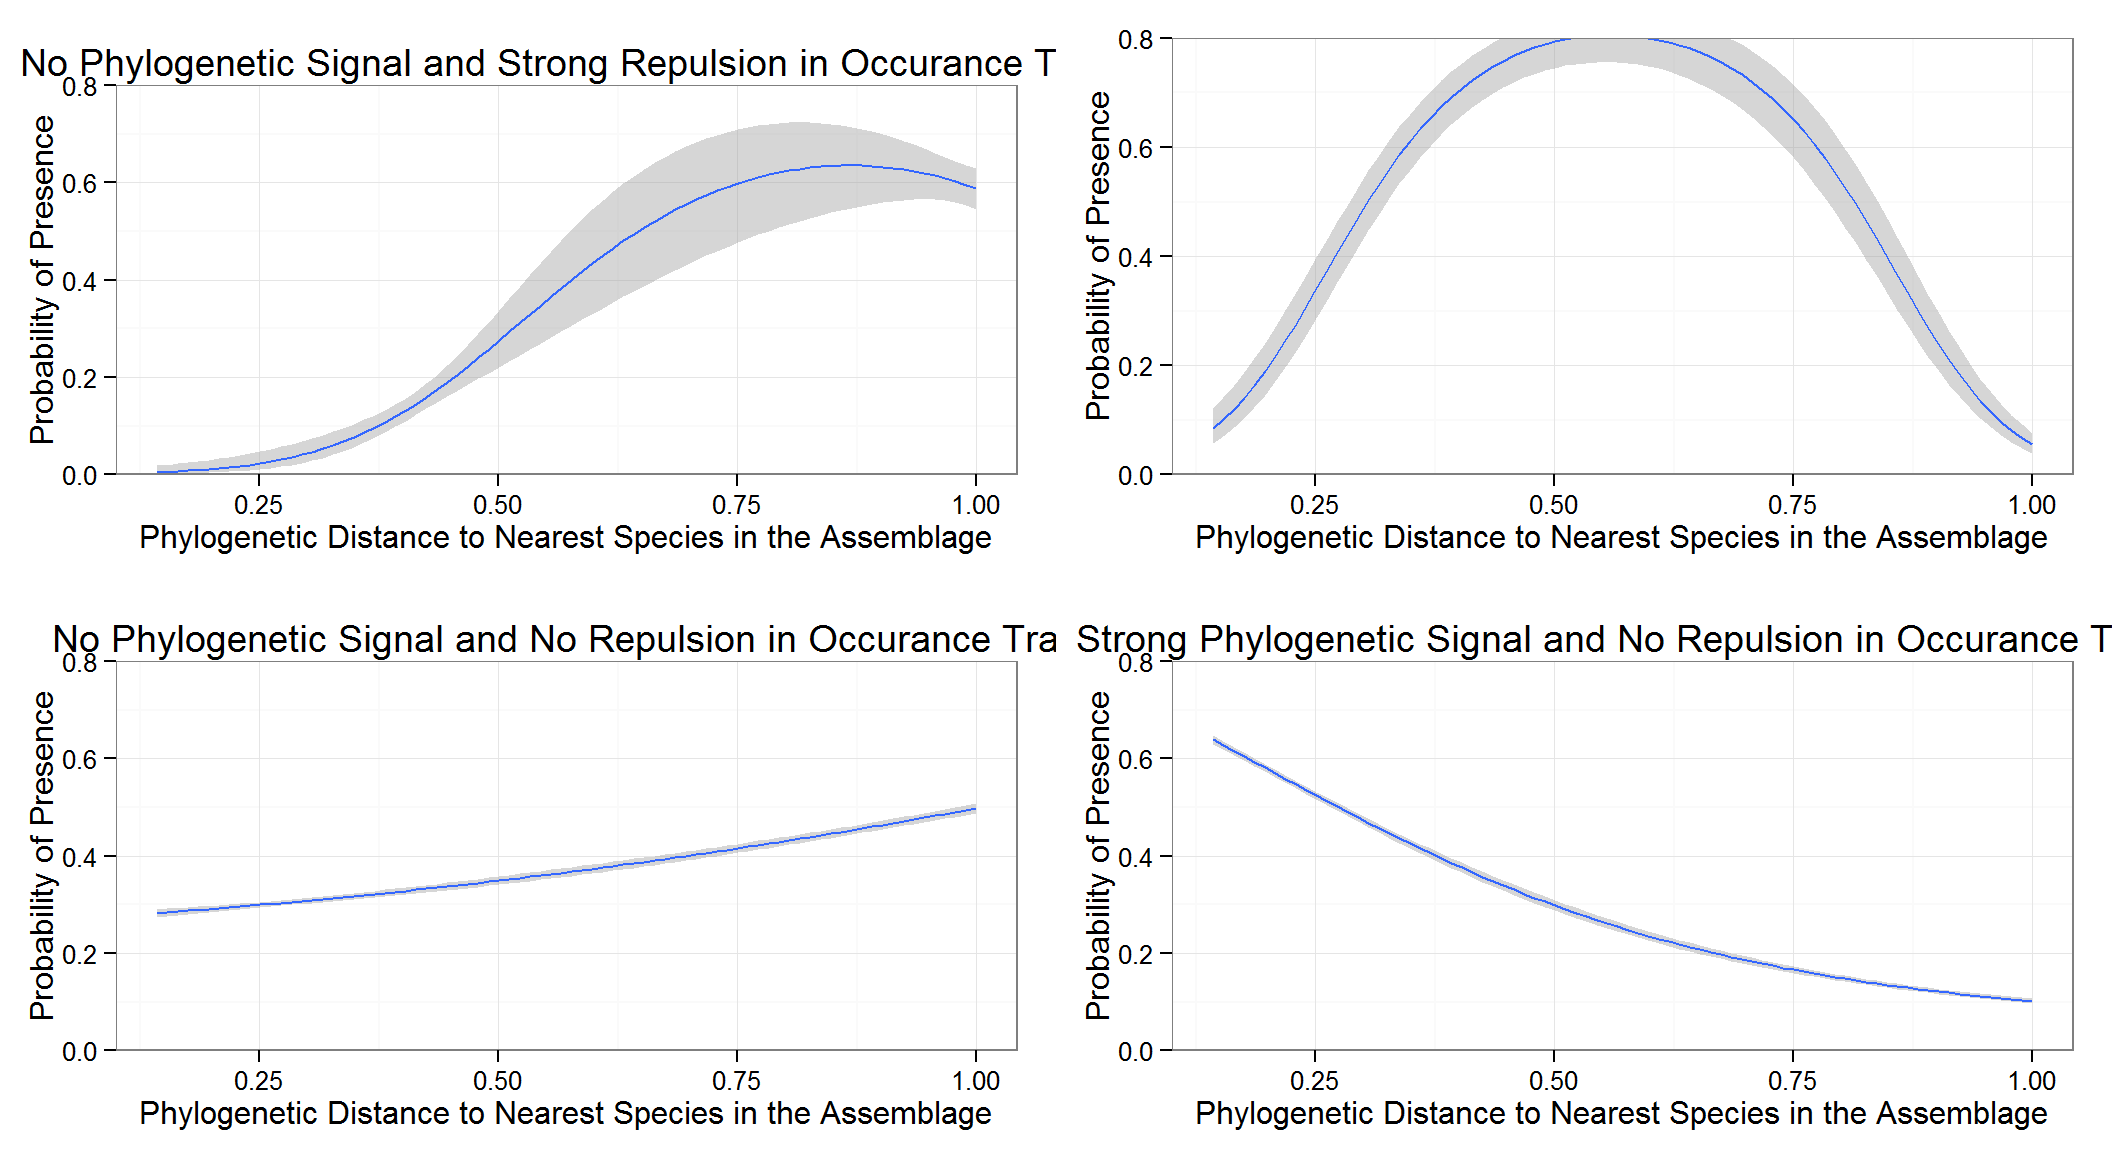 No Phylogenetic Signal and Strong Repulsion in Occurance T
0.8
0.6
0.4
0.2
0.0
Probability of Presence
0.25 0.50 0.75 1.00
Phylogenetic Distance to Nearest Species in the Assemblage
0.8
0.6
0.4
0.2
0.0
Probability of Presence
0.25 0.50 0.75 1.00
Phylogenetic Distance to Nearest Species in the Assemblage
No Phylogenetic Signal and No Repulsion in Occurance Tra
0.8
0.6
0.4
0.2
0.0
Probability of Presence
0.25 0.50 0.75 1.00
Phylogenetic Distance to Nearest Species in the Assemblage
Strong Phylogenetic Signal and No Repulsion in Occurance T
0.8
0.6
0.4
0.2
0.0
Probability of Presence
0.25 0.50 0.75 1.00
Phylogenetic Distance to Nearest Species in the Assemblage